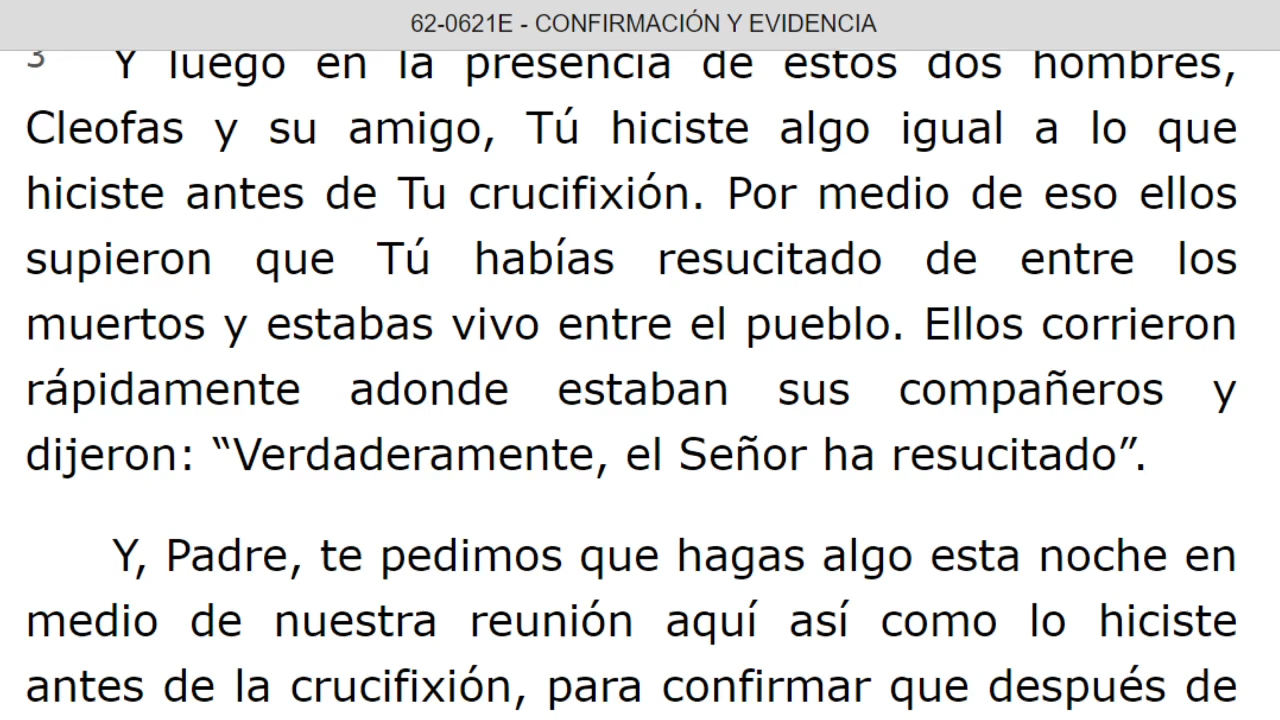 62-0621E - CONFIRMACIÓN Y EVIDENCIA
3 Y luego en la presencia de estos dos hombres,
Cleofas y su amigo, Tú hiciste algo igual a lo que
hiciste antes de Tu crucifixión. Por medio de eso ellos
supieron que Tú habías resucitado de entre los
muertos y estabas vivo entre el pueblo. Ellos corrieron
rápidamente adonde estaban sus compañeros y
dijeron: “Verdaderamente, el Señor ha resucitado”.
Y, Padre, te pedimos que hagas algo esta noche en
medio de nuestra reunión aquí así como lo hiciste
antes de la crucifixión, para confirmar que después de